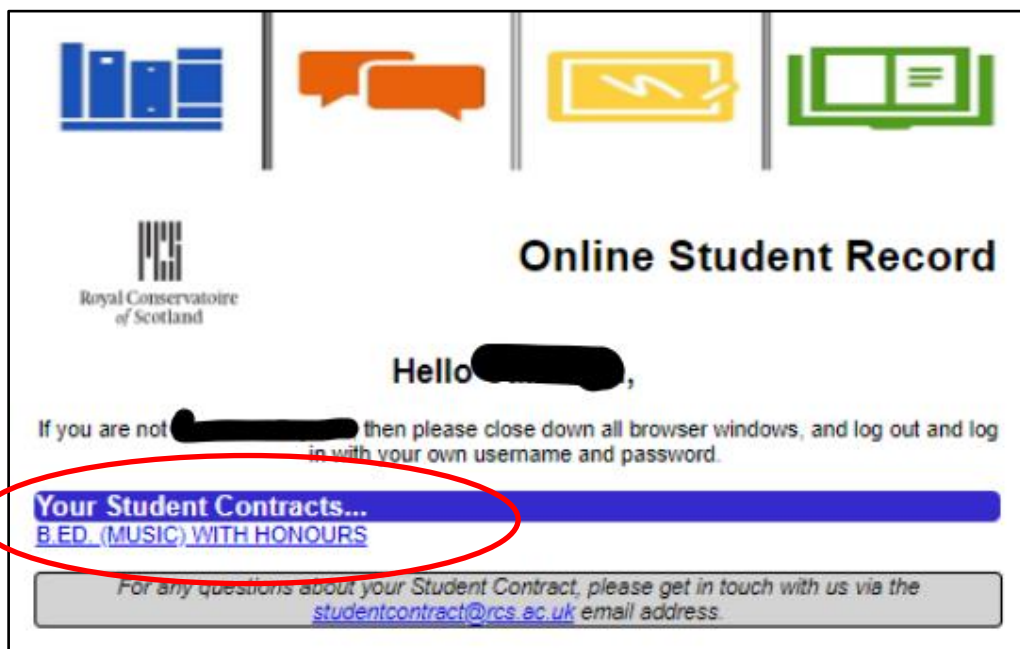 Royal Conservatoire
of Scotland
Online Student Record
Hello
If you are not then please close down all browser windows, and log out and log
in with your own username and password.
Your Student Contracts...
B.ED. (MUSIC) WITH HONOURS
For any questions about your Student Contract, please get in touch with us via the
studentcontract@rcs.ac.uk email address.